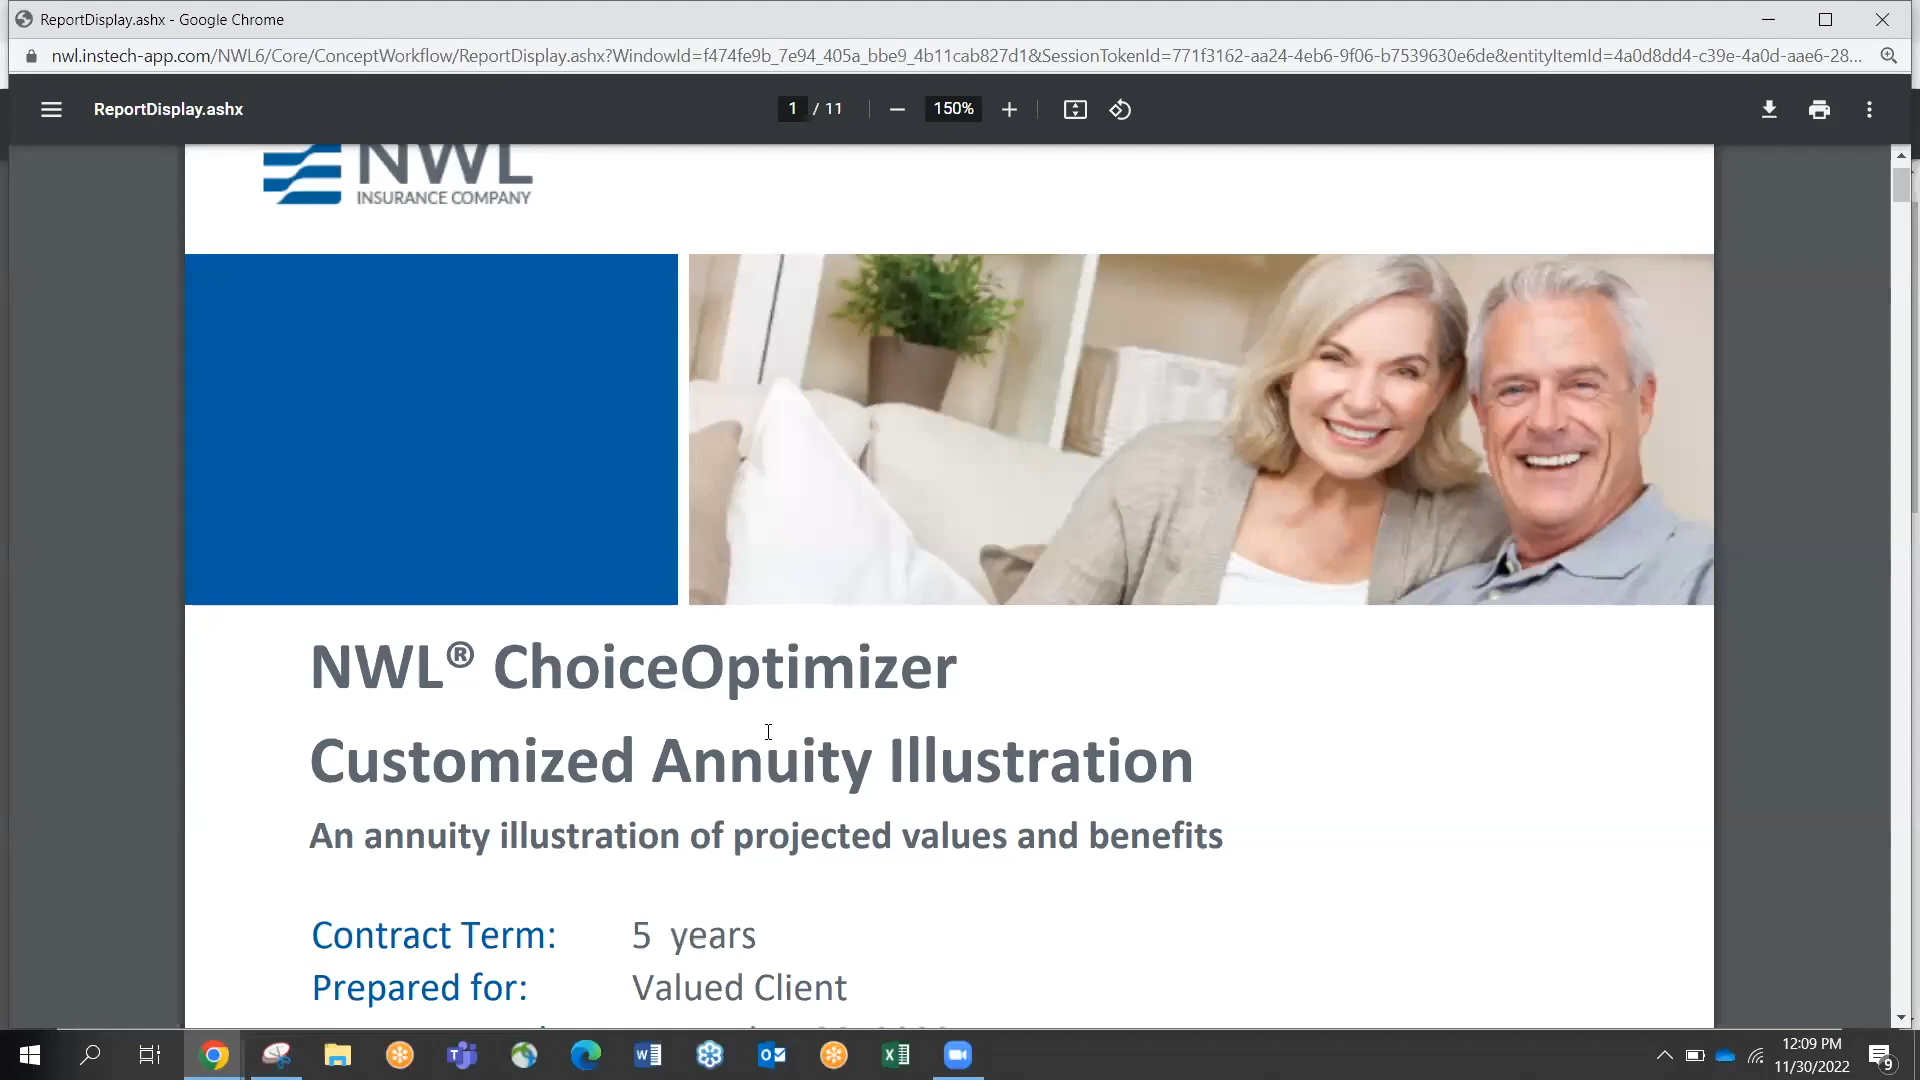 ReportDisplay.ashx - Google Chrome
nwl.instech-app.com/NWL6/Core/ConceptWorkflow/ReportDisplay.ashx?WindowId=f474fe9b_7e94_405a_bbe9_4b11cab827d1&SessionTokenId=771f3162-aa24-4eb6-9f06-b7539630e6de&entityItemId=4a0d8dd4-c39e-4a0d-aae6-28...
ReportDisplay.ashx
1 / 11
150%
NWL
INSURANCE COMPANY
NWL® ChoiceOptimizer
Customized Annuity Illustration
An annuity illustration of projected values and benefits
Contract Term: 5 years
Prepared for: Valued Client
12:09 PM
11/30/2022
9